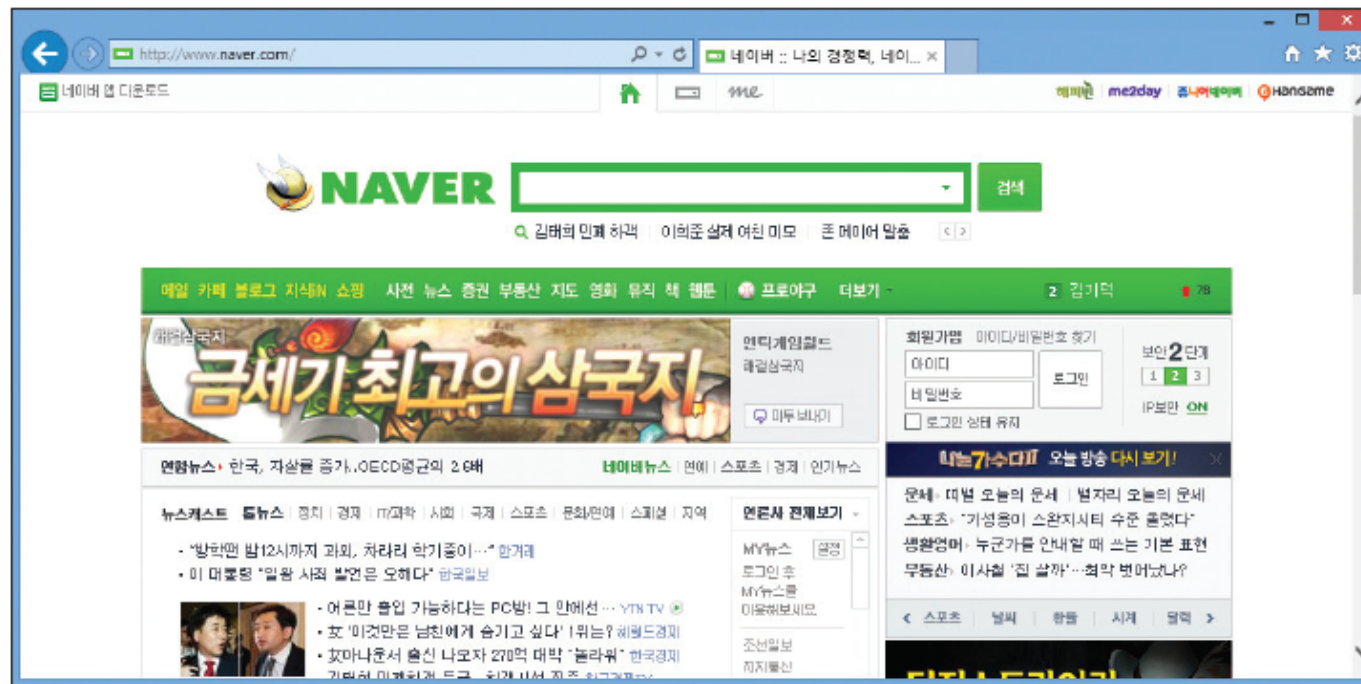 http://www.naver.com/
네이버 :: 나의 경쟁력, 네이... ×
네이버 앱 다운로드
me
해피빈 me2day 쥬니어네이버 Hangame
NAVER
검색
김태희 민폐 하객 이희준 실제 여친 미모 존 메이어 맞춤
메일 카페 블로그 지식iN 쇼핑 사전 뉴스 증권 부동산 지도 영화 뮤직 책 웹툰 프로야구 더보기
2 김기덕 78
쾌검삼국지
금세기 최고의 삼국지
엔틱게임월드
쾌검삼국지
미투 보내기
회원가입 아이디/비밀번호 찾기
아이디
비밀번호
로그인
로그인 상태 유지
보안 2 단계
1 2 3
IP보안 ON
연합뉴스 한국, 자살률 증가..OECD평균의 2.6배
네이버뉴스 연예 스포츠 경제 인기뉴스
나는가수다II 오늘 방송 다시 보기!
뉴스캐스트 톱뉴스 정치 경제 IT/과학 사회 국제 스포츠 문화/연예 스페셜 지역
"방학땐 밤12시까지 과외, 차라리 학기중이…" 한겨레
이 대통령 "일왕 사죄 발언은 오해다" 한국일보
어른만 출입 가능하다는 PC방! 그 안에선… YTN TV
女 '이것만은 남친에게 숨기고 싶다' 1위는? 헤럴드경제
女아나운서 출신 나모자 270억 대박 "놀라워" 한국경제
언론사 전체보기
MY뉴스 설정
로그인 후
MY뉴스를
이용해보세요
조선일보
운세 띠별 오늘의 운세 별자리 오늘의 운세
스포츠 "기성용이 스완지시티 수준 올렸다"
생활영어 누군가를 안내할 때 쓰는 기본 표현
부동산 이사철 '집 살까'…최악 벗어났나?
스포츠 날씨 환율 시계 달력